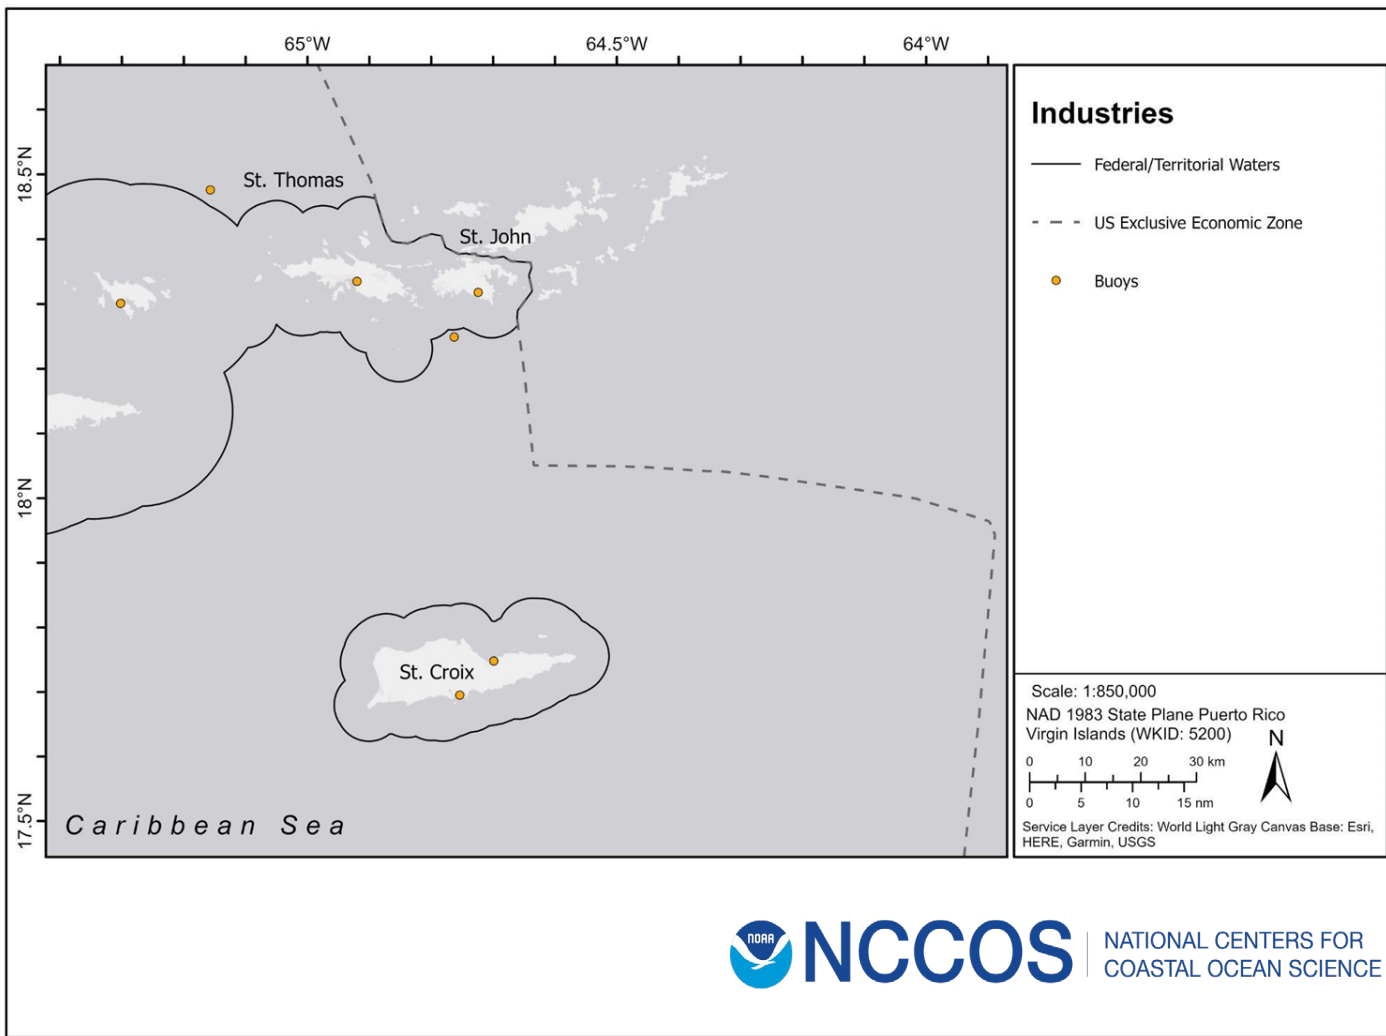 65°W 64.5°W 64°W
18.5°N
18°N
17.5°N
St. Thomas
St. John
St. Croix
Caribbean Sea
Industries
Federal/Territorial Waters
US Exclusive Economic Zone
Buoys
Scale: 1:850,000
NAD 1983 State Plane Puerto Rico
Virgin Islands (WKID: 5200)
N
0 10 20 30 km
0 5 10 15 nm
Service Layer Credits: World Light Gray Canvas Base: Esri,
HERE, Garmin, USGS
NOAA
NCCOS
NATIONAL CENTERS FOR
COASTAL OCEAN SCIENCE